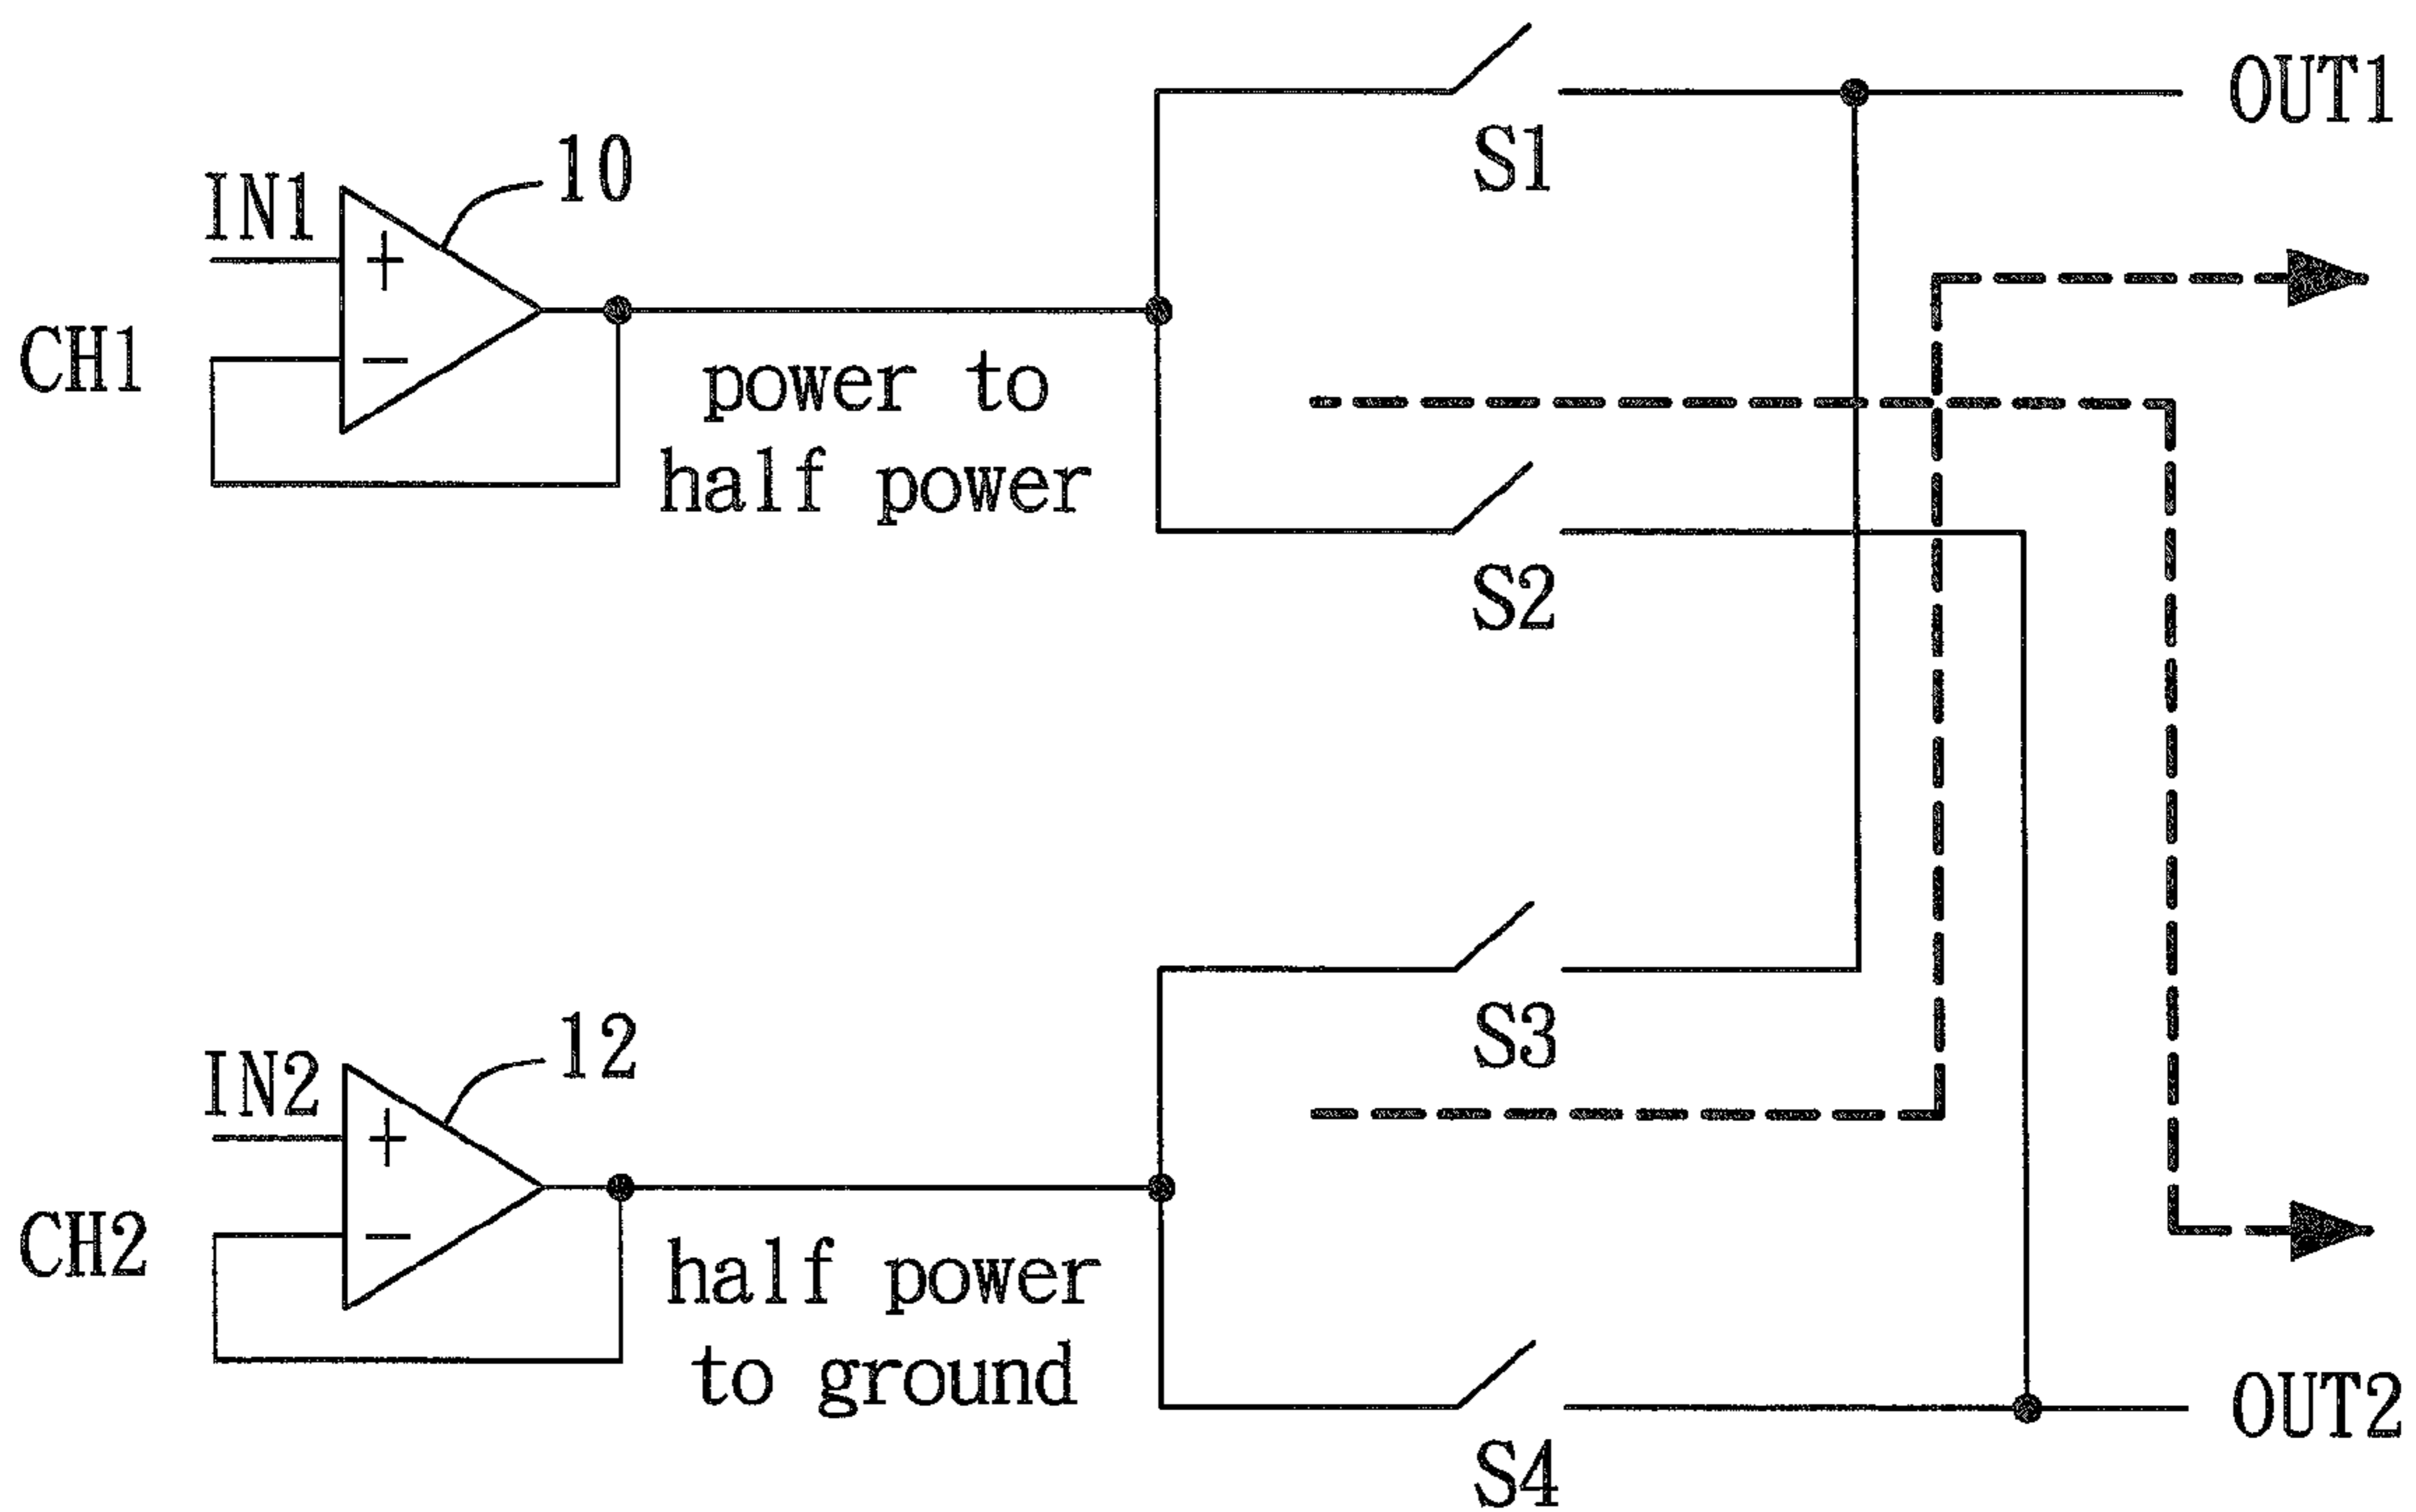 OUT1
S1
10
IN1
+
CH1
−
power to
half power
S2
S3
12
IN2
+
CH2
−
half power
to ground
OUT2
S4